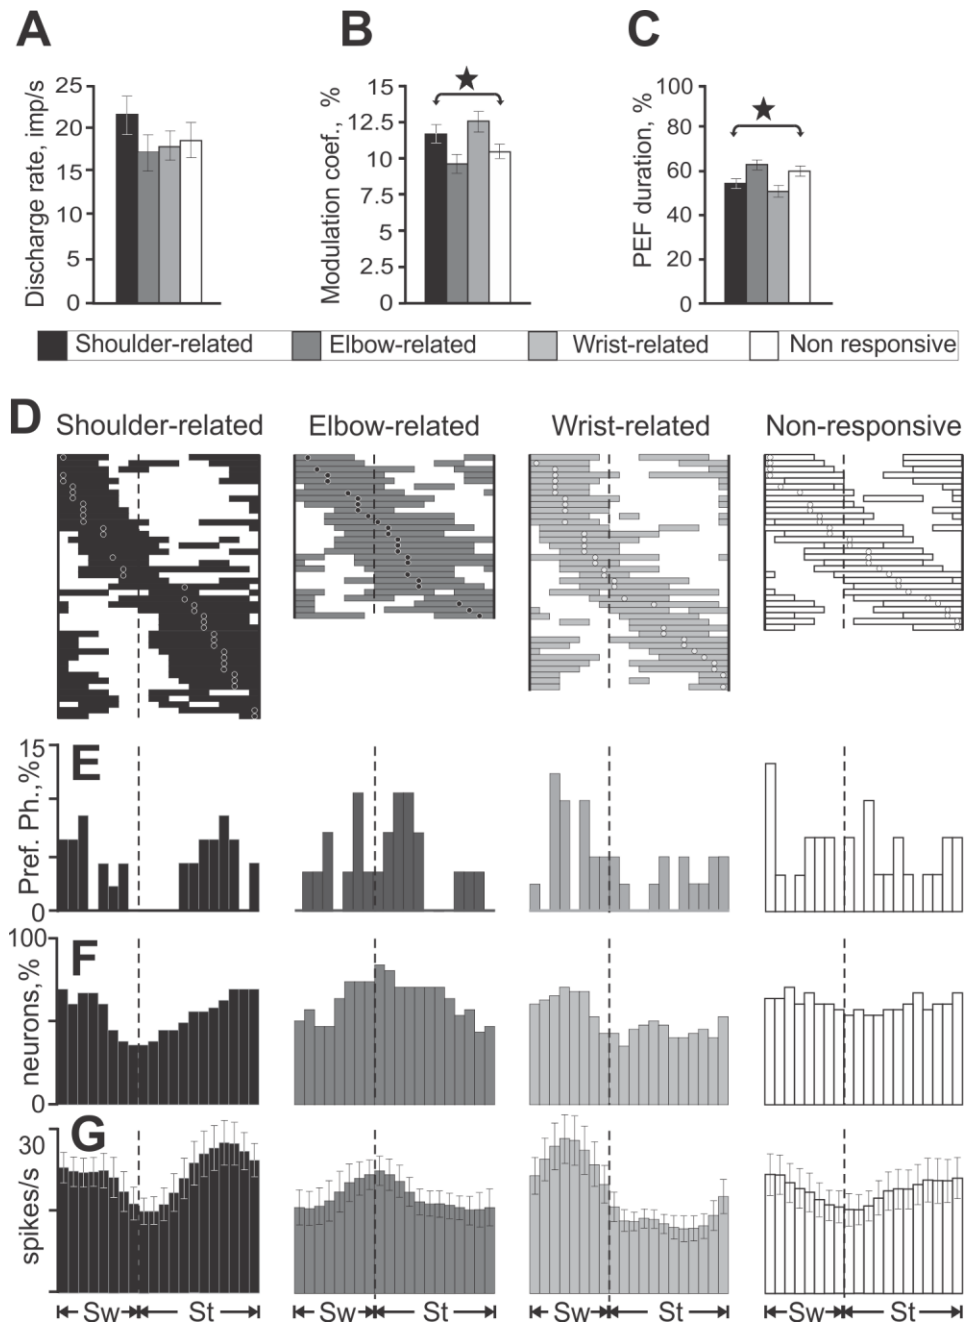 A
B
C
Discharge rate, imp/s
25
20
15
10
5
0
Modulation coef., %
15
12.5
10
7.5
5
2.5
0
PEF duration, %
100
80
60
40
20
0
Shoulder-related
Elbow-related
Wrist-related
Non responsive
D
Shoulder-related
Elbow-related
Wrist-related
Non-responsive
E
Pref. Ph.,%
15
0
F
neurons,%
100
0
G
spikes/s
30
Sw St
Sw St
Sw St
Sw St